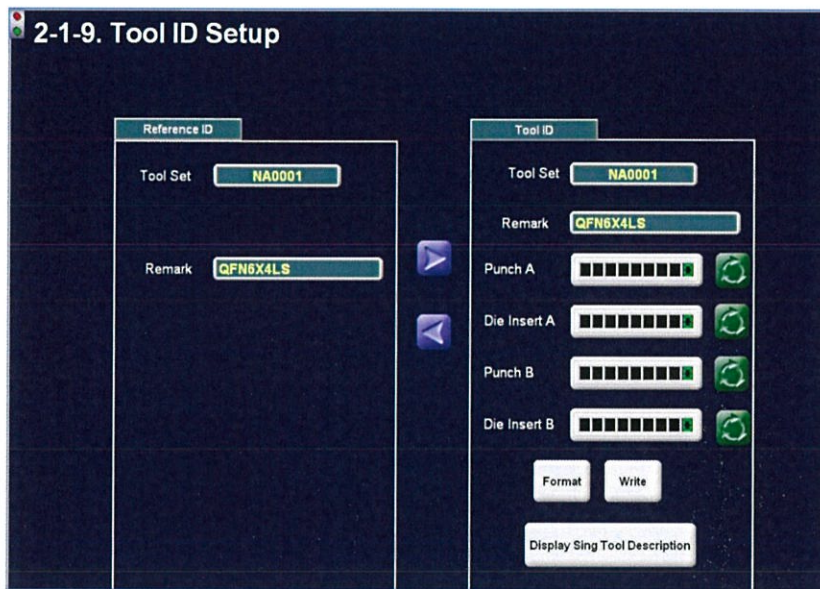 2-1-9. Tool ID Setup
Reference ID
Tool Set NA0001
Remark QFN6X4LS
Tool ID
Tool Set NA0001
Remark QFN6X4LS
Punch A
Die Insert A
Punch B
Die Insert B
Format Write
Display Sing Tool Description